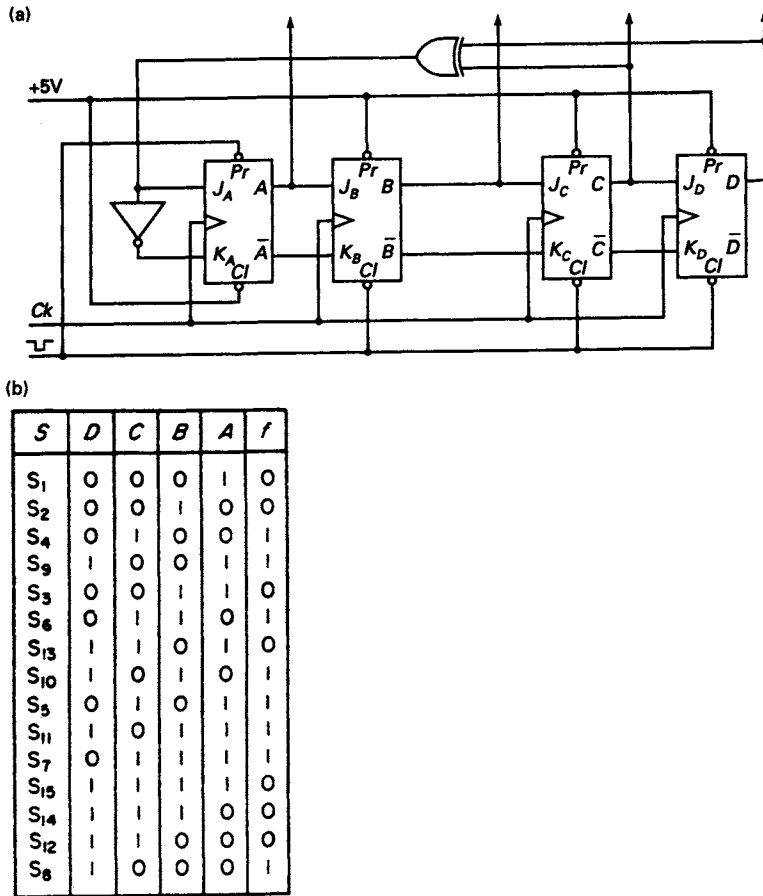 (a)
+5V
Pr Pr Pr Pr
J_A A J_B B J_C C J_D D
K_A A̅ K_B B̅ K_C C̅ K_D D̅
Cl Cl Cl Cl
Ck
(b)
S D C B A f
S₁ 0 0 0 1 0
S₂ 0 0 1 0 0
S₄ 0 1 0 0 1
S₉ 1 0 0 1 1
S₃ 0 0 1 1 0
S₆ 0 1 1 0 1
S₁₃ 1 1 0 1 0
S₁₀ 1 0 1 0 1
S₅ 0 1 0 1 1
S₁₁ 1 0 1 1 1
S₇ 0 1 1 1 1
S₁₅ 1 1 1 1 0
S₁₄ 1 1 1 0 0
S₁₂ 1 1 0 0 0
S₈ 1 0 0 0 1